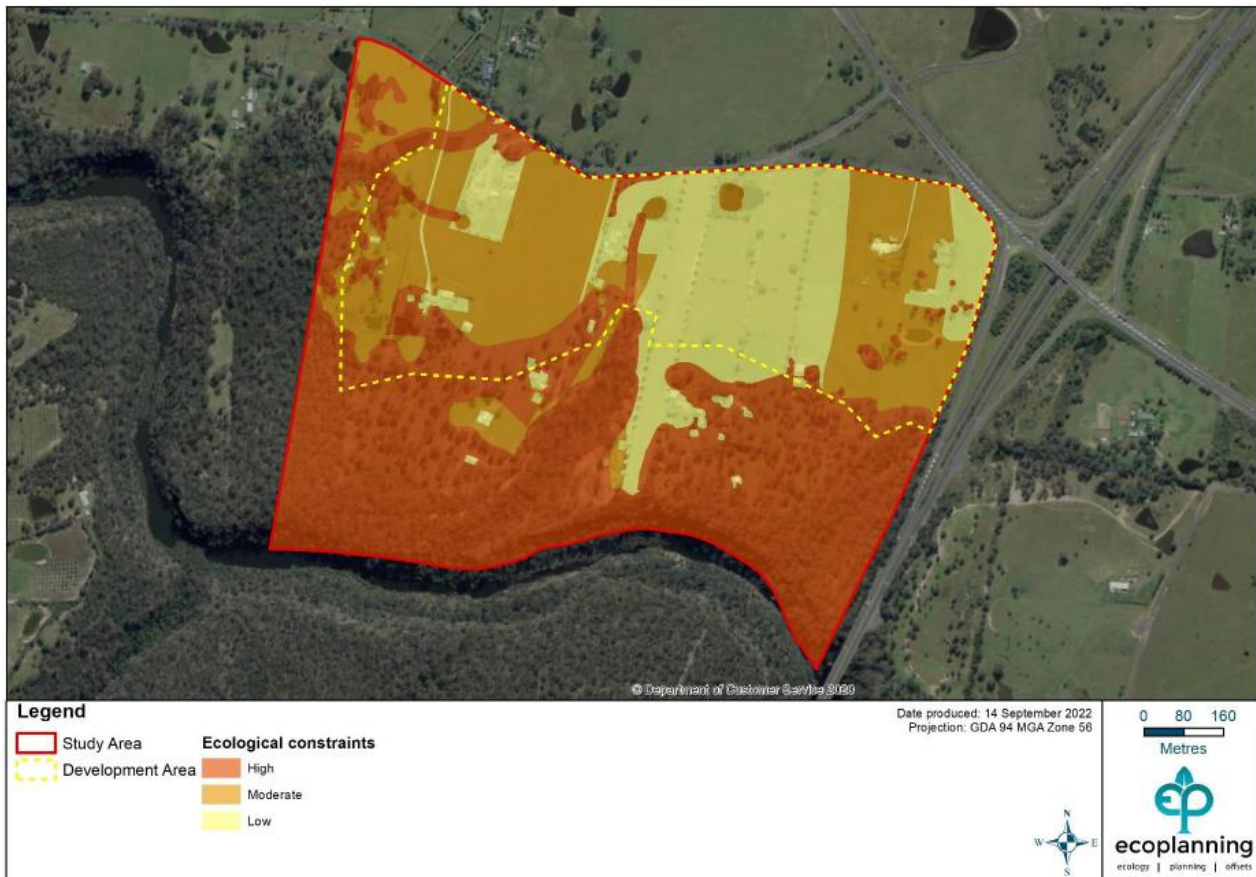 © Department of Customer Service 2020
Legend
Study Area
Development Area
Ecological constraints
High
Moderate
Low
Date produced: 14 September 2022
Projection: GDA 94 MGA Zone 56
N
W E
S
0 80 160
Metres
ep
ecoplanning
ecology | planning | offsets